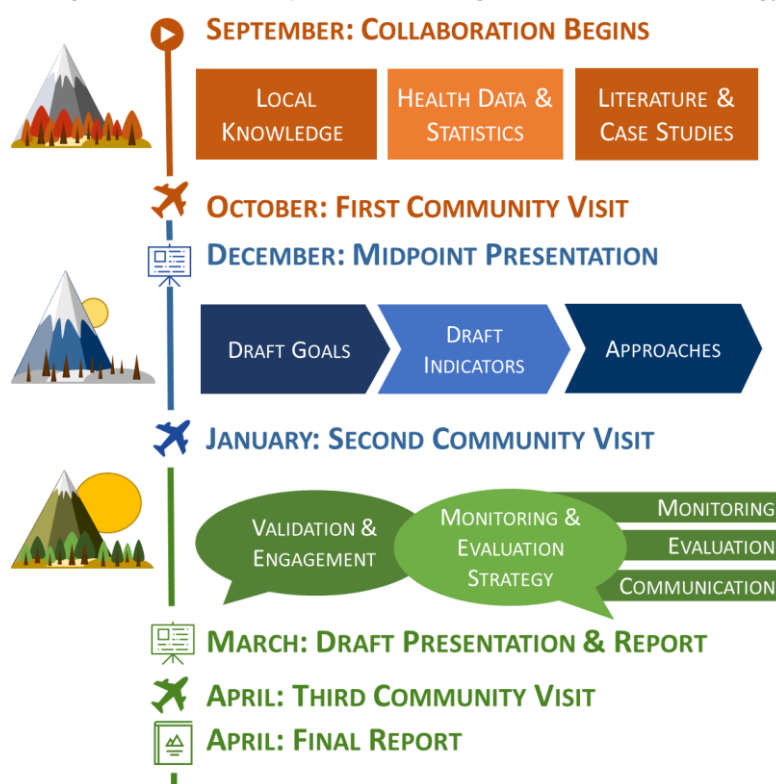 SEPTEMBER: COLLABORATION BEGINS
LOCAL
KNOWLEDGE
HEALTH DATA &
STATISTICS
LITERATURE &
CASE STUDIES
OCTOBER: FIRST COMMUNITY VISIT
DECEMBER: MIDPOINT PRESENTATION
DRAFT GOALS
DRAFT
INDICATORS
APPROACHES
JANUARY: SECOND COMMUNITY VISIT
VALIDATION &
ENGAGEMENT
MONITORING &
EVALUATION
STRATEGY
MONITORING
EVALUATION
COMMUNICATION
MARCH: DRAFT PRESENTATION & REPORT
APRIL: THIRD COMMUNITY VISIT
APRIL: FINAL REPORT